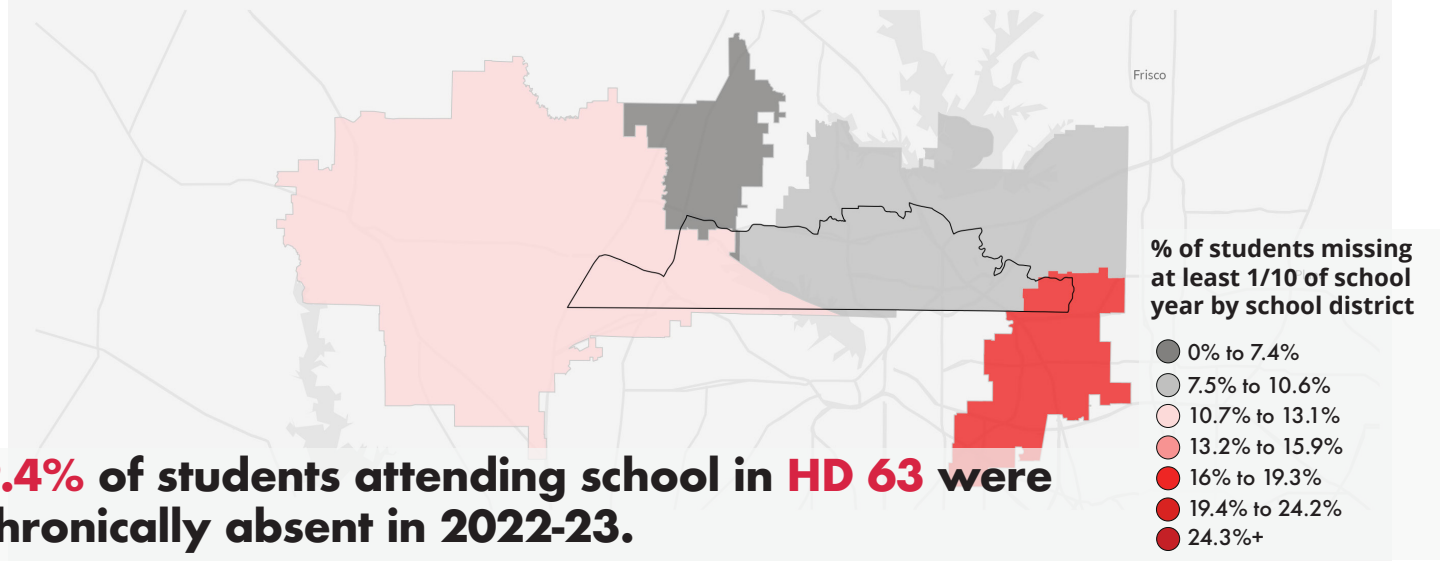 Frisco
% of students missing
at least 1/10 of school
year by school district
0% to 7.4%
7.5% to 10.6%
10.7% to 13.1%
13.2% to 15.9%
16% to 19.3%
19.4% to 24.2%
24.3%+
.4% of students attending school in HD 63 were
hronically absent in 2022-23.